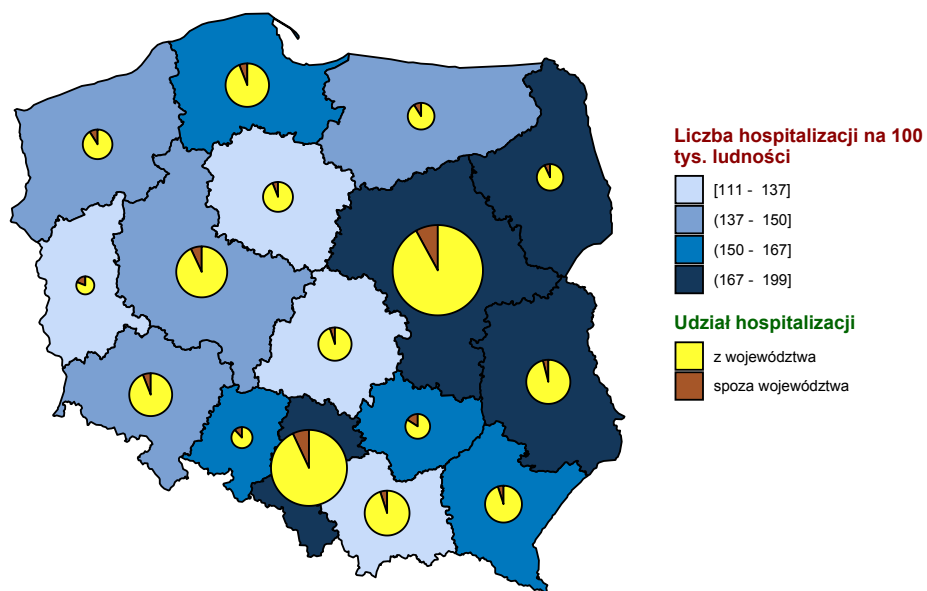 Liczba hospitalizacji na 100
tys. ludności
[111 - 137]
(137 - 150]
(150 - 167]
(167 - 199]
Udział hospitalizacji
z województwa
spoza województwa